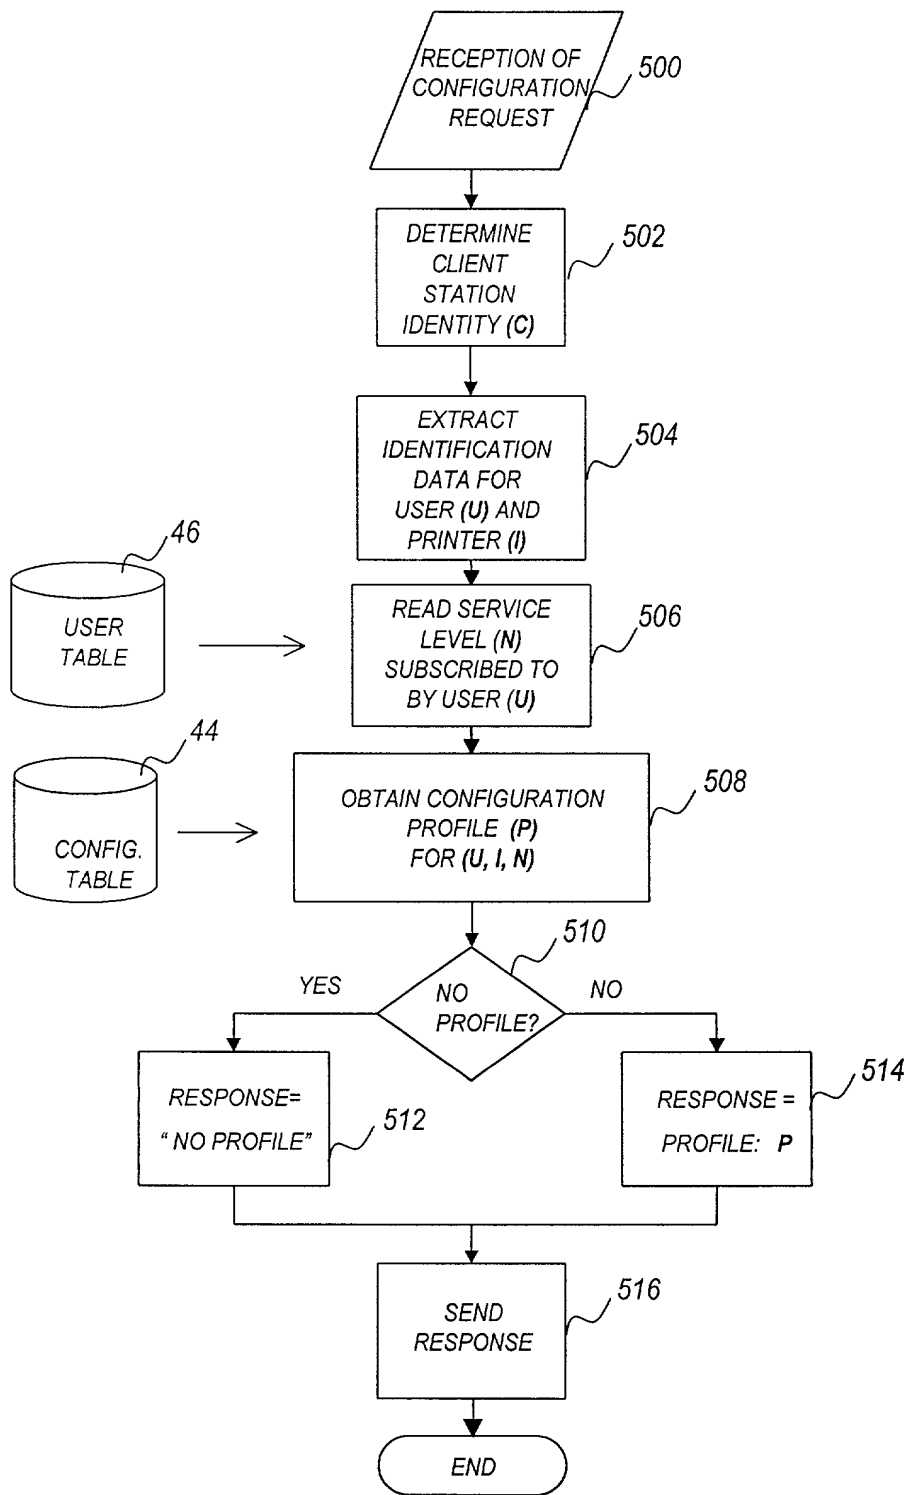 RECEPTION OF
CONFIGURATION
REQUEST
500
DETERMINE
CLIENT
STATION
IDENTITY (C)
502
EXTRACT
IDENTIFICATION
DATA FOR
USER (U) AND
PRINTER (I)
504
46
USER
TABLE
READ SERVICE
LEVEL (N)
SUBSCRIBED TO
BY USER (U)
506
44
CONFIG.
TABLE
OBTAIN CONFIGURATION
PROFILE (P)
FOR (U, I, N)
508
510
YES
NO
PROFILE?
NO
RESPONSE=
“ NO PROFILE”
512
RESPONSE =
PROFILE: P
514
SEND
RESPONSE
516
END